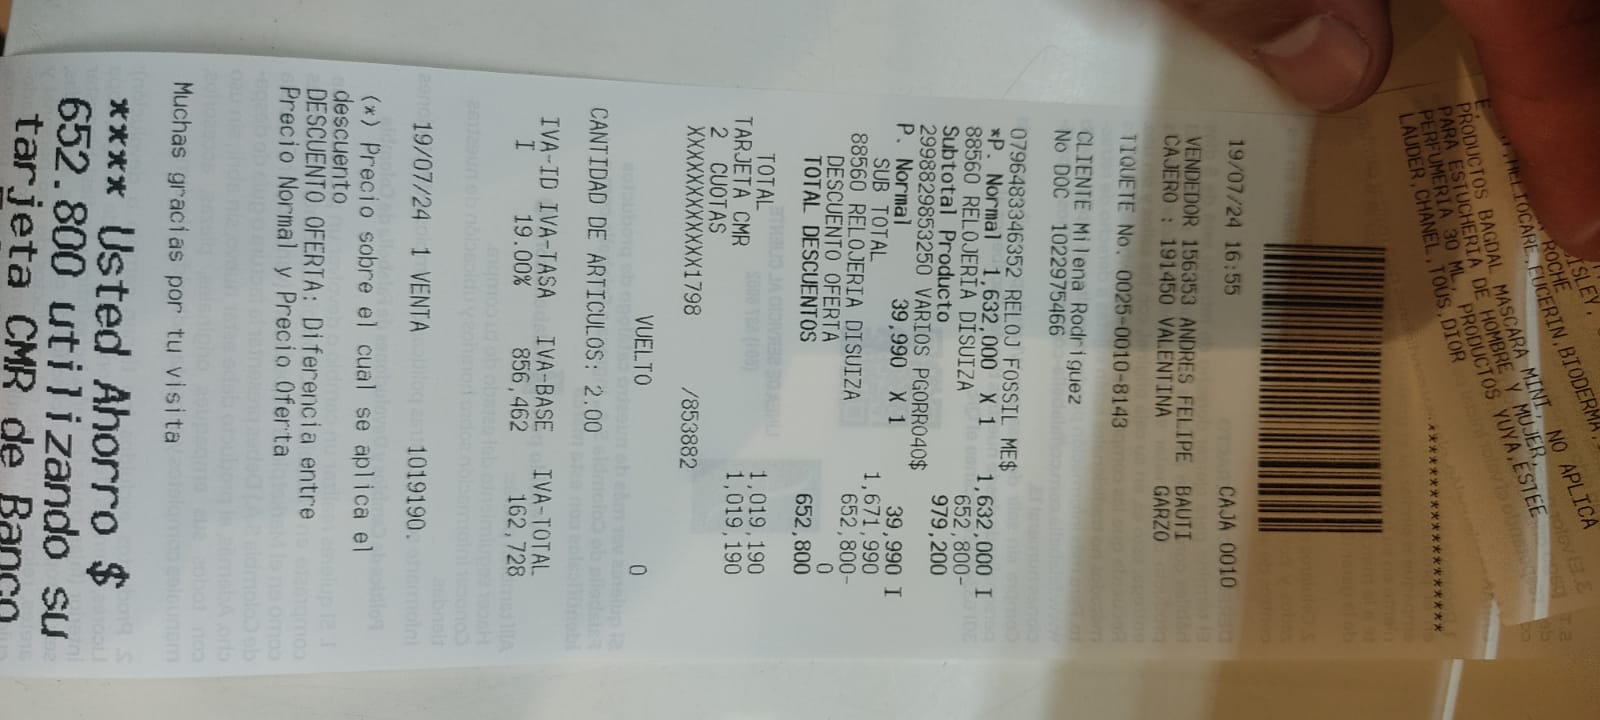 ISLEY,
ROCHE
HELIOCARE, EUCERIN, BIODERMA,
MASCARA MINI, NO APLICA
PRODUCTOS BAGDAL DE HOMBRE Y MUJER,
PARA ESTUCHERIA PRODUCTOS YUYA, ESTEE
PERFUMERIA 30 ML,
LAUDER, CHANEL, TOUS, DIOR
19/07/24 16:55 CAJA 0010
VENDEDOR 156353 ANDRES FELIPE BAUTI
CAJERO : 191450 VALENTINA GARZO
TIQUETE No. 0025-0010-8143
CLIENTE Milena Rodriguez
No DOC 1022975466
0796483346352 RELOJ FOSSIL ME$
*P. Normal 1,632,000 X 1 1,632,000 I
88560 RELOJERIA DISUIZA 652,800-
Subtotal Producto 979,200
2998829853250 VARIOS PGORRO40$
P. Normal 39,990 X 1 39,990 I
SUB TOTAL 1,671,990
88560 RELOJERIA DISUIZA 652,800-
DESCUENTO OFERTA 0
TOTAL DESCUENTOS 652,800
TOTAL 1,019,190
TARJETA CMR 1,019,190
2 CUOTAS
XXXXXXXXXXXX1798 /853882
VUELTO 0
CANTIDAD DE ARTICULOS: 2.00
IVA-ID IVA-TASA IVA-BASE IVA-TOTAL
I 19.00% 856,462 162,728
19/07/24 1 VENTA 1019190.
(*) Precio sobre el cual se aplica el
descuento
DESCUENTO OFERTA: Diferencia entre
Precio Normal y Precio Oferta
Muchas gracias por tu visita
**** Usted Ahorro $
652.800 utilizando su
tarjeta CMR de Banco